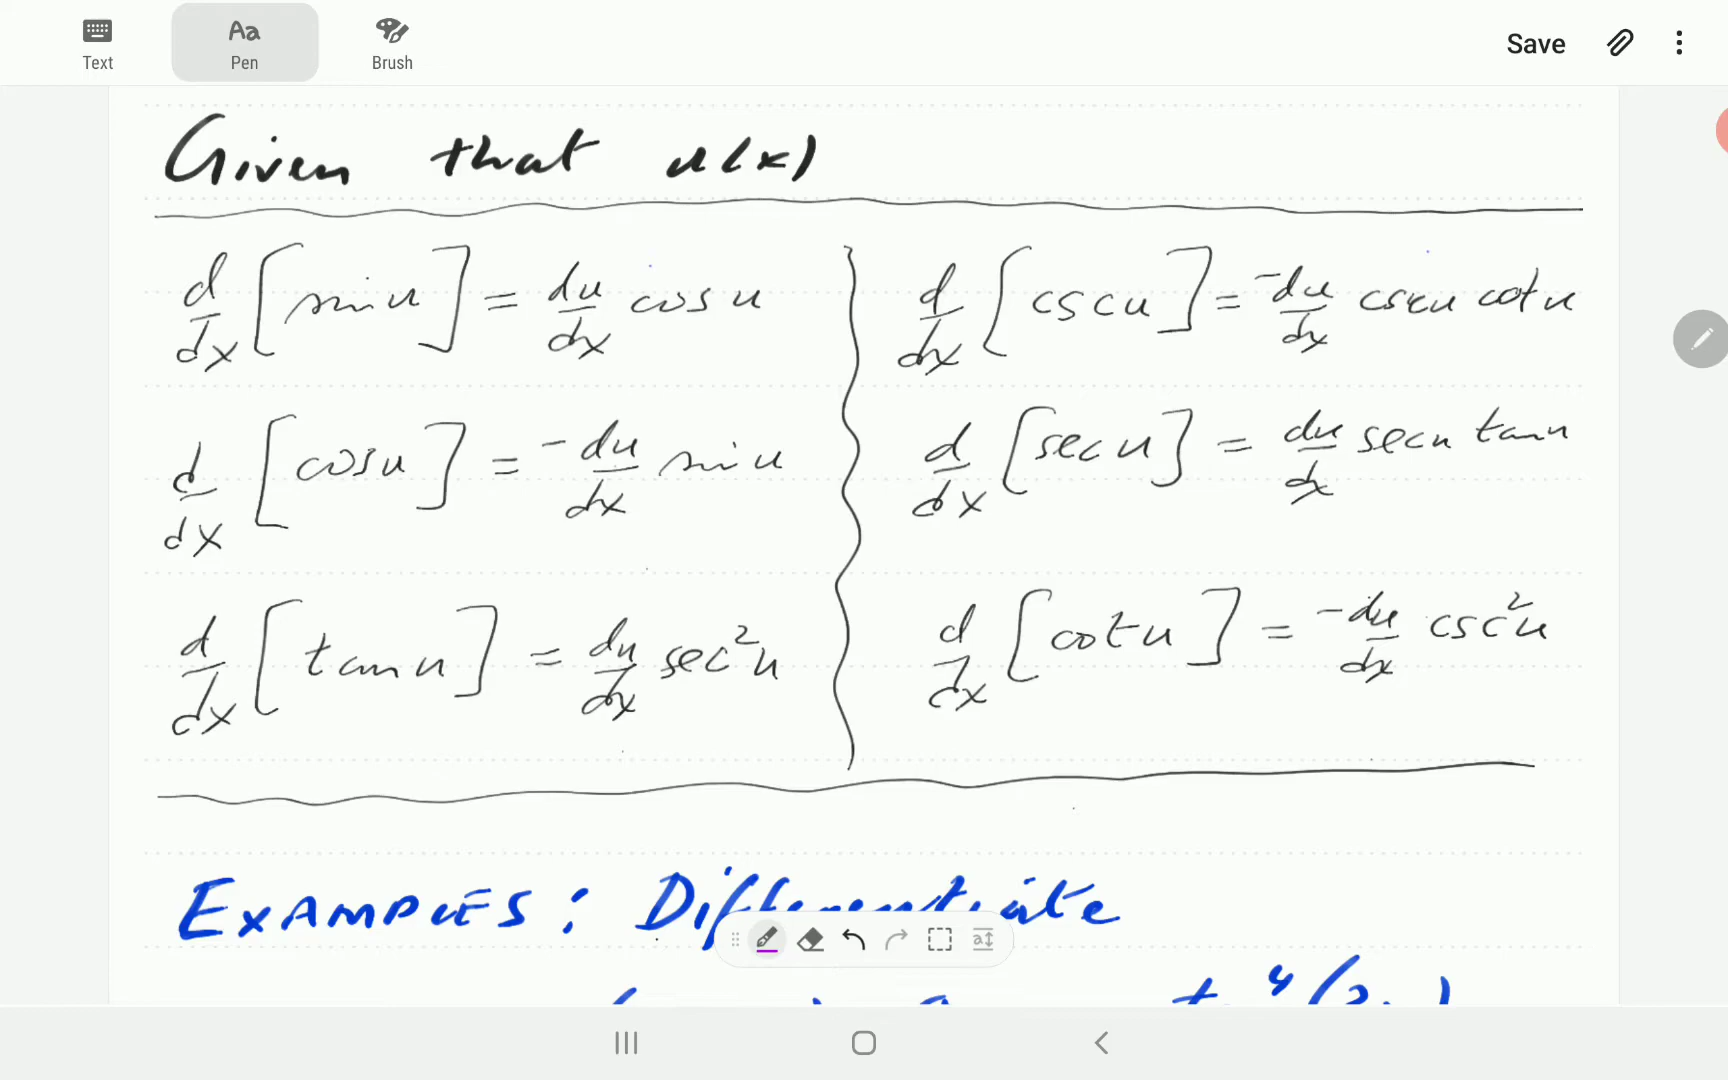 Text
Aa
Pen
Brush
Save
Given that u(x)
d/dx [sin u] = du/dx cos u
d/dx [csc u] = -du/dx csc u cot u
d/dx [cos u] = -du/dx sin u
d/dx [sec u] = du/dx sec u tan u
d/dx [tan u] = du/dx sec²u
d/dx [cot u] = -du/dx csc²u
EXAMPLES: Differentiate